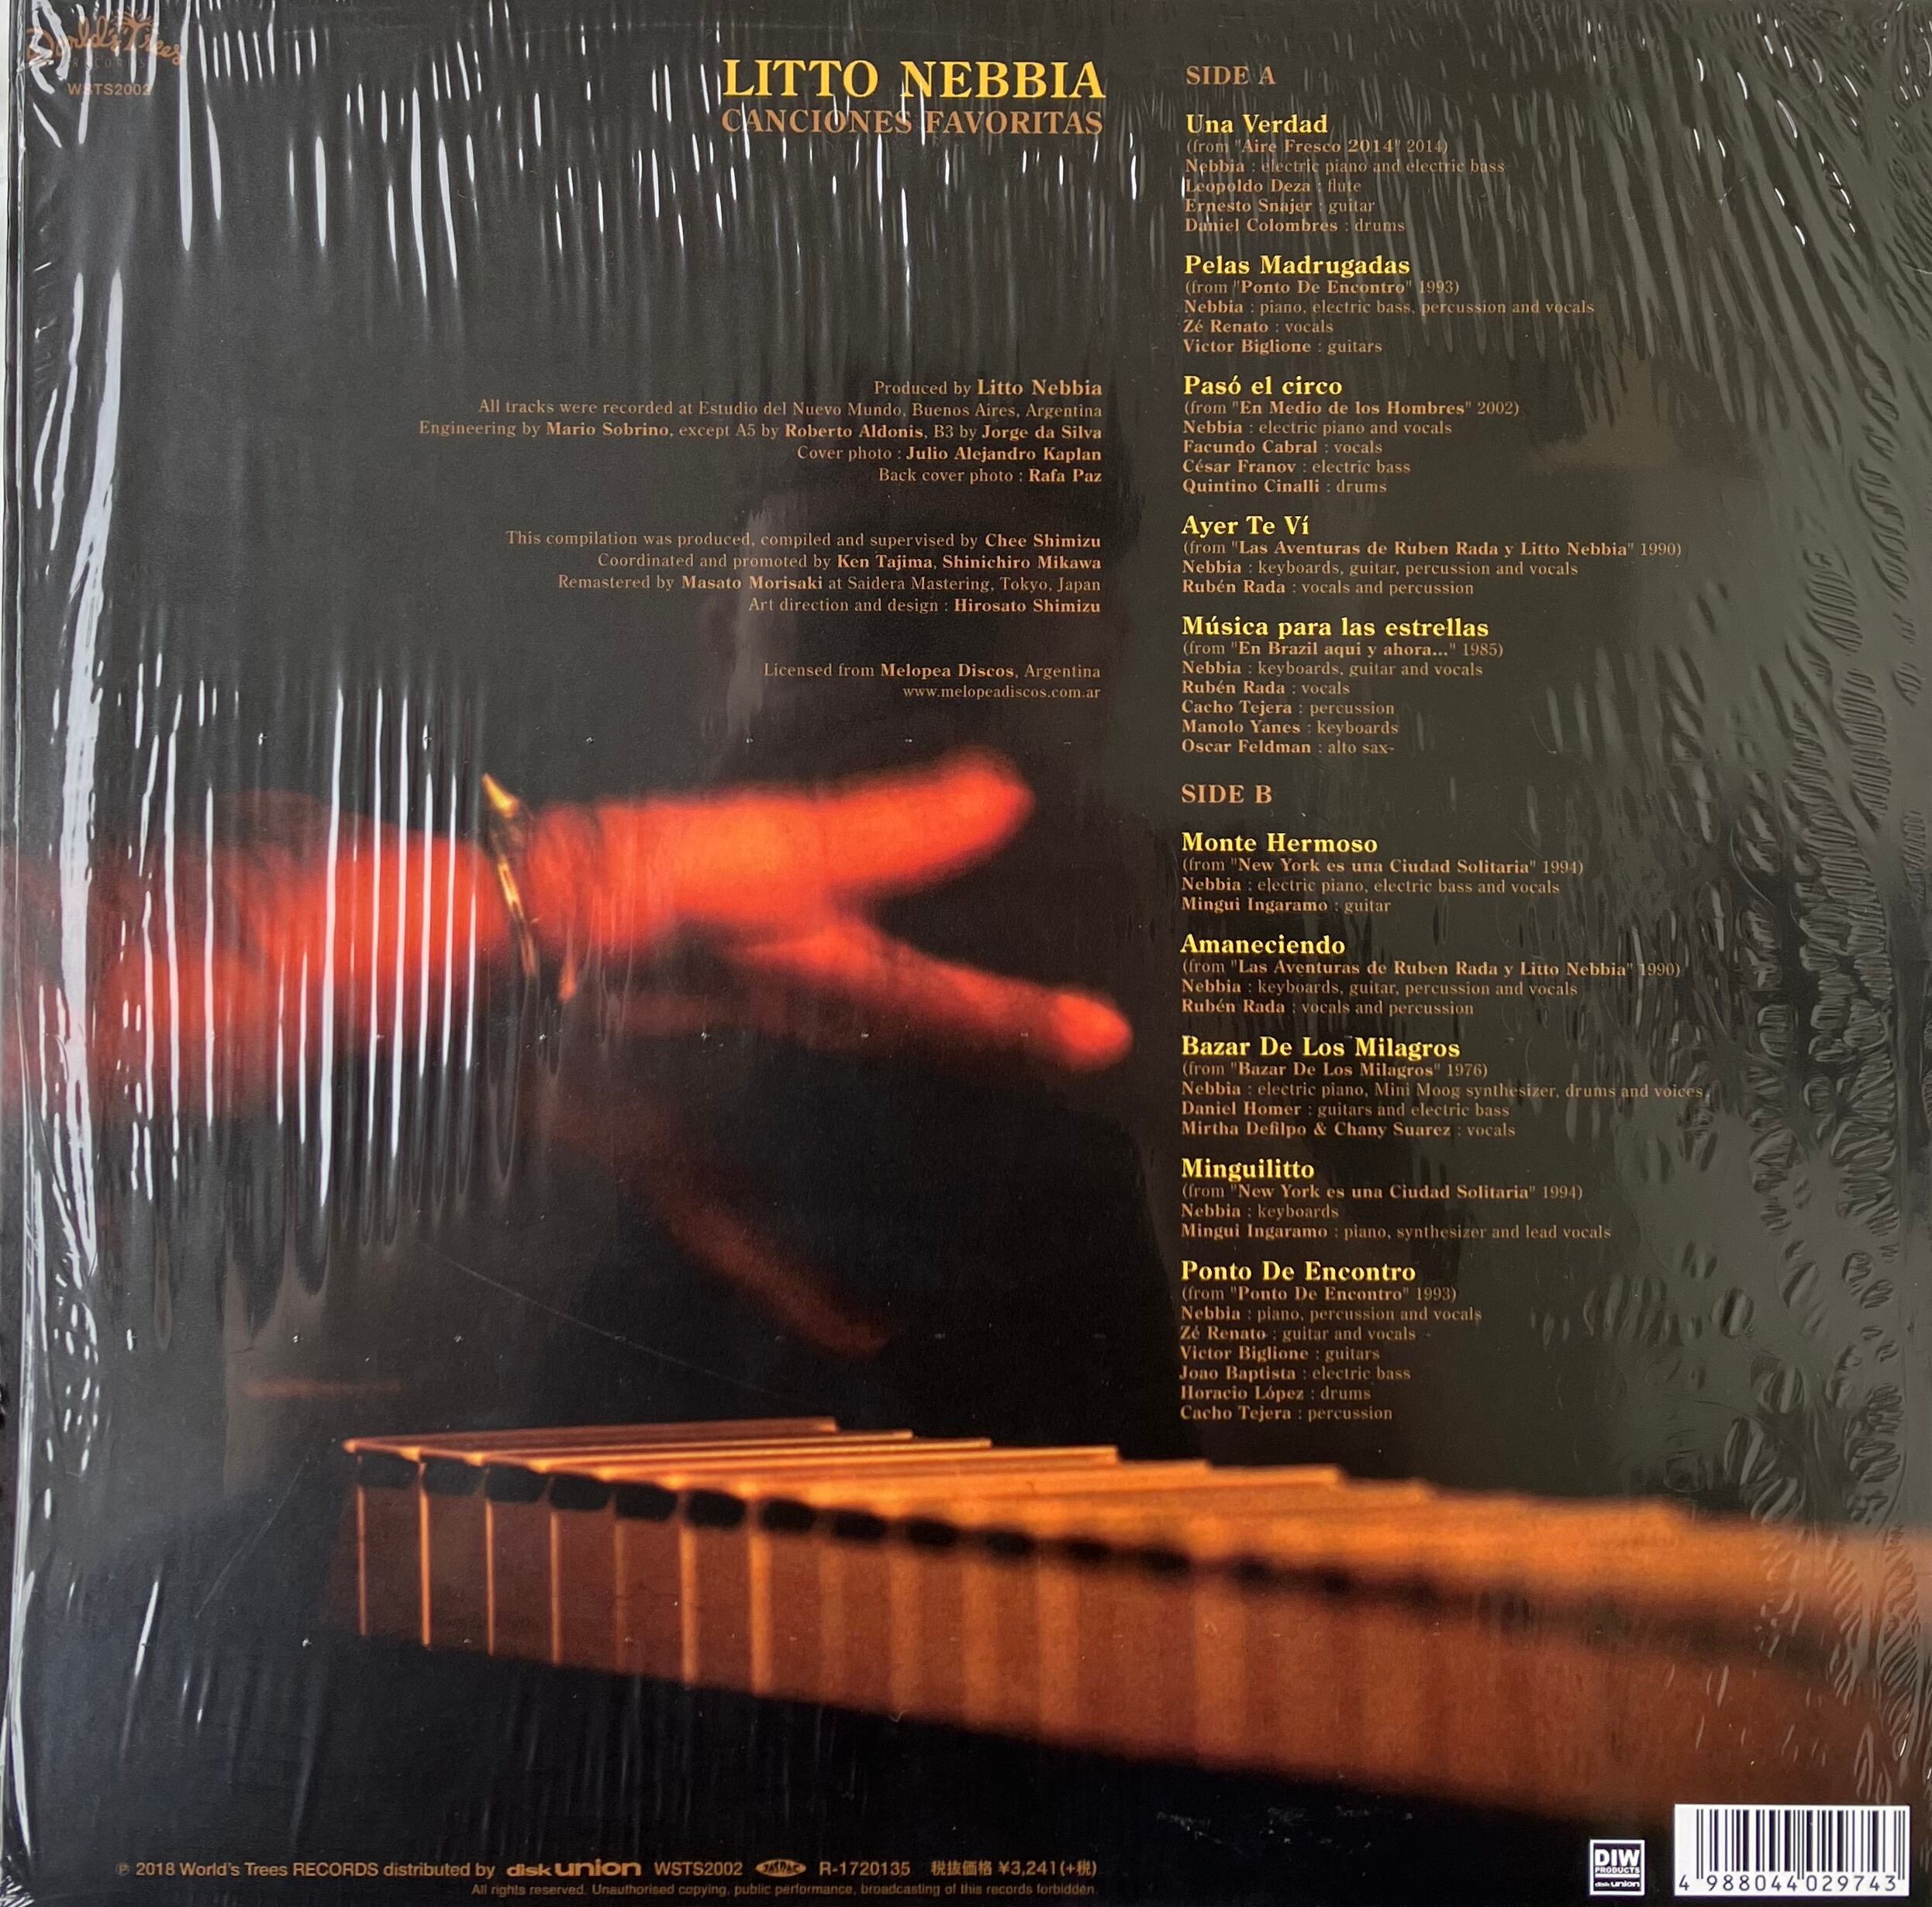 World's Trees
RECORDS
WSTS2002
LITTO NEBBIA
CANCIONES FAVORITAS
Produced by Litto Nebbia
All tracks were recorded at Estudio del Nuevo Mundo, Buenos Aires, Argentina
Engineering by Mario Sobrino, except A5 by Roberto Aldonis, B3 by Jorge da Silva
Cover photo : Julio Alejandro Kaplan
Back cover photo : Rafa Paz
This compilation was produced, compiled and supervised by Chee Shimizu
Coordinated and promoted by Ken Tajima, Shinichiro Mikawa
Remastered by Masato Morisaki at Saidera Mastering, Tokyo, Japan
Art direction and design : Hirosato Shimizu
Licensed from Melopea Discos, Argentina
www.melopeadiscos.com.ar
SIDE A
Una Verdad
(from "Aire Fresco 2014" 2014)
Nebbia : electric piano and electric bass
Leopoldo Deza : flute
Ernesto Snajer : guitar
Daniel Colombres : drums
Pelas Madrugadas
(from "Ponto De Encontro" 1993)
Nebbia : piano, electric bass, percussion and vocals
Zé Renato : vocals
Victor Biglione : guitars
Pasó el circo
(from "En Medio de los Hombres" 2002)
Nebbia : electric piano and vocals
Facundo Cabral : vocals
César Franov : electric bass
Quintino Cinalli : drums
Ayer Te Ví
(from "Las Aventuras de Ruben Rada y Litto Nebbia" 1990)
Nebbia : keyboards, guitar, percussion and vocals
Rubén Rada : vocals and percussion
Música para las estrellas
(from "En Brazil aqui y ahora..." 1985)
Nebbia : keyboards, guitar and vocals
Rubén Rada : vocals
Cacho Tejera : percussion
Manolo Yanes : keyboards
Oscar Feldman : alto sax
SIDE B
Monte Hermoso
(from "New York es una Ciudad Solitaria" 1994)
Nebbia : electric piano, electric bass and vocals
Mingui Ingaramo : guitar
Amaneciendo
(from "Las Aventuras de Ruben Rada y Litto Nebbia" 1990)
Nebbia : keyboards, guitar, percussion and vocals
Rubén Rada : vocals and percussion
Bazar De Los Milagros
(from "Bazar De Los Milagros" 1976)
Nebbia : electric piano, Mini Moog synthesizer, drums and voices
Daniel Homer : guitars and electric bass
Mirtha Defilpo & Chany Suarez : vocals
Minguilitto
(from "New York es una Ciudad Solitaria" 1994)
Nebbia : keyboards
Mingui Ingaramo : piano, synthesizer and lead vocals
Ponto De Encontro
(from "Ponto De Encontro" 1993)
Nebbia : piano, percussion and vocals
Zé Renato : guitar and vocals
Victor Biglione : guitars
Joao Baptista : electric bass
Horacio López : drums
Cacho Tejera : percussion
℗ 2018 World's Trees RECORDS distributed by disk union WSTS2002 JASRAC R-1720135 税抜価格 ¥3,241(+税)
All rights reserved. Unauthorised copying, public performance, broadcasting of this records forbidden.
DIW
PRODUCTS
disk union
4 988044 029743